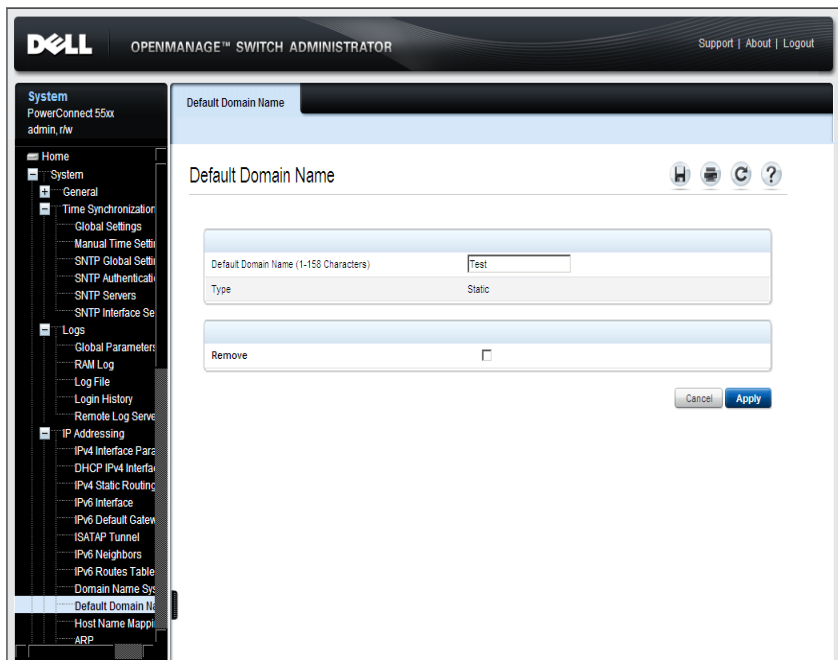 DELL
OPENMANAGE™ SWITCH ADMINISTRATOR
Support | About | Logout
System
PowerConnect 55xx
admin, r/w
Default Domain Name
Home
System
General
Time Synchronization
Global Settings
Manual Time Settin
SNTP Global Settin
SNTP Authenticatio
SNTP Servers
SNTP Interface Se
Logs
Global Parameters
RAM Log
Log File
Login History
Remote Log Serve
IP Addressing
IPv4 Interface Para
DHCP IPv4 Interfac
IPv4 Static Routing
IPv6 Interface
IPv6 Default Gatew
ISATAP Tunnel
IPv6 Neighbors
IPv6 Routes Table
Domain Name Sys
Default Domain Na
Host Name Mappi
ARP
Default Domain Name
Default Domain Name (1-158 Characters)
Test
Type
Static
Remove
Cancel
Apply